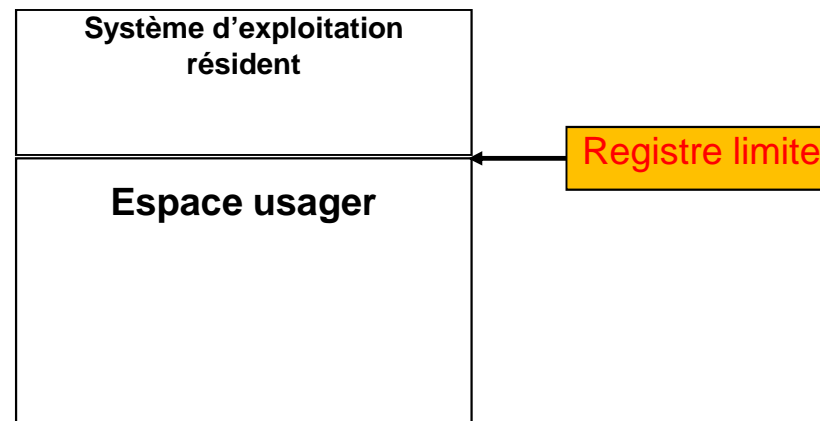 Système d’exploitation
résident
Registre limite
Espace usager